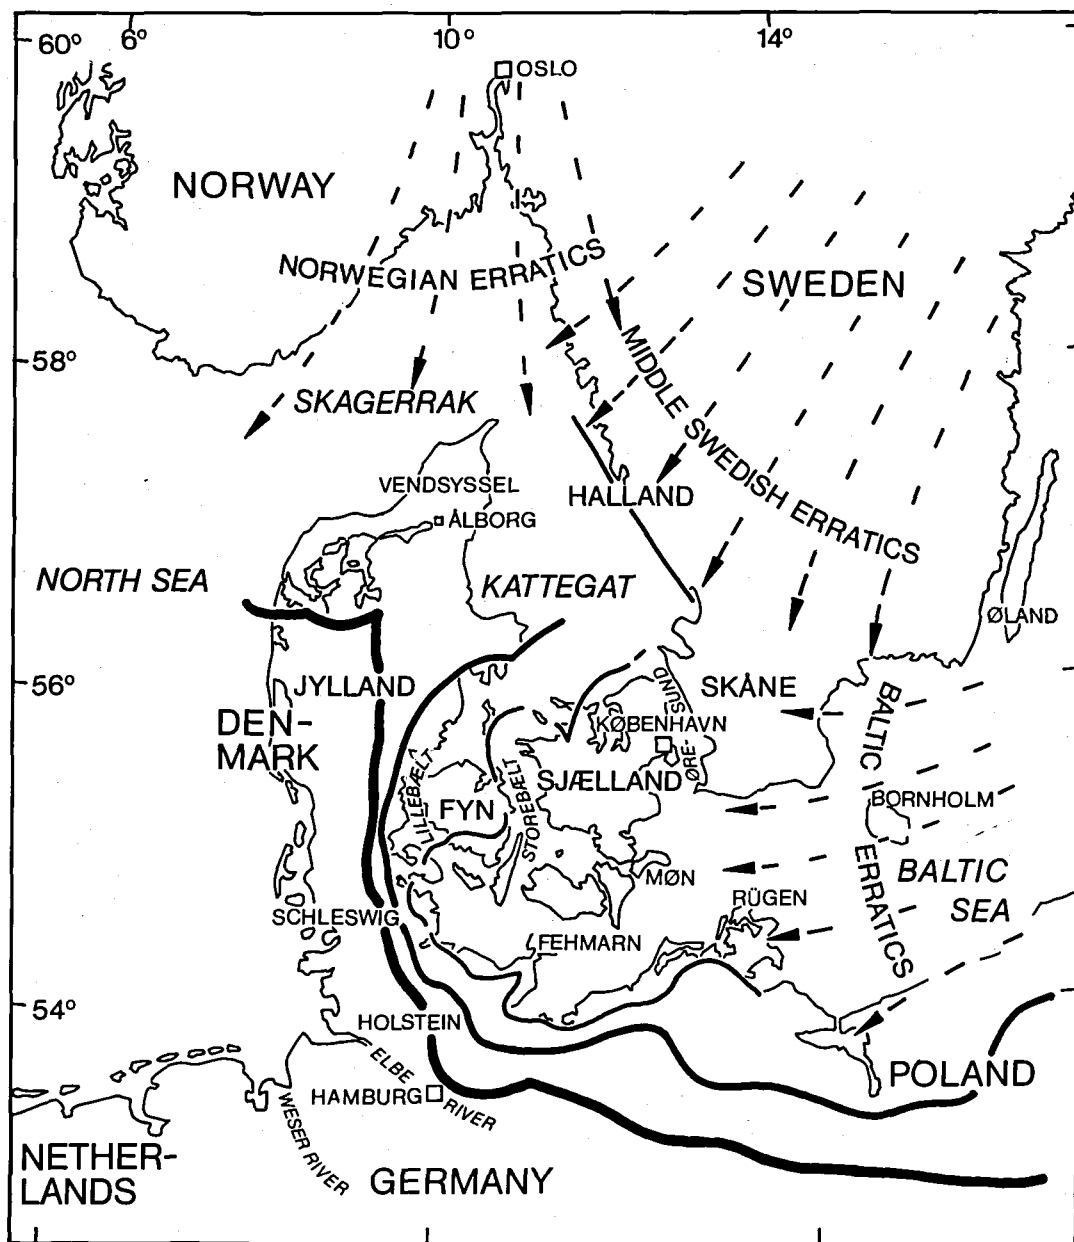 60°
6°
10°
14°
OSLO
NORWAY
NORWEGIAN ERRATICS
SWEDEN
58°
MIDDLE SWEDISH ERRATICS
SKAGERRAK
VENDSYSSEL
HALLAND
ÅLBORG
NORTH SEA
KATTEGAT
ØLAND
56°
JYLLAND
SKÅNE
ØRE-SUND
BALTIC ERRATICS
DEN-
MARK
KØBENHAVN
LILLEBÆLT
SJÆLLAND
STOREBÆLT
FYN
BORNHOLM
MØN
BALTIC
SEA
RÜGEN
SCHLESWIG
FEHMARN
54°
HOLSTEIN
ELBE RIVER
POLAND
HAMBURG
WESER RIVER
NETHER-
LANDS
GERMANY